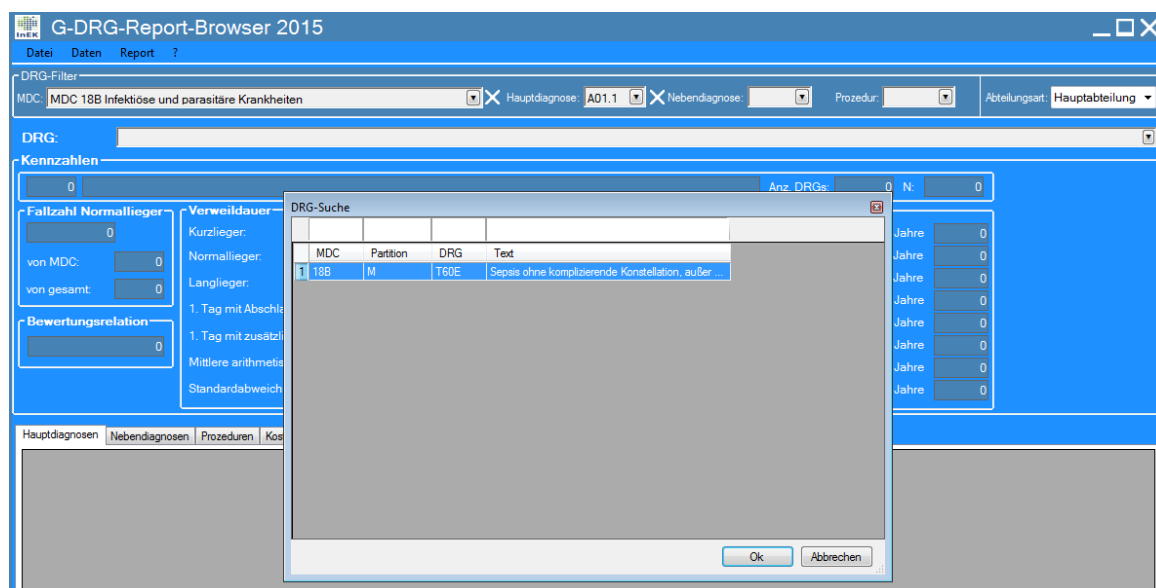 InEK G-DRG-Report-Browser 2015
Datei Daten Report ?
DRG-Filter
MDC: MDC 18B Infektiöse und parasitäre Krankheiten Hauptdiagnose: A01.1 Nebendiagnose: Prozedur: Abteilungsart: Hauptabteilung
DRG:
Kennzahlen
0 Anz. DRGs: 0 N: 0
Fallzahl Normallieger
0
von MDC: 0
von gesamt: 0
Bewertungsrelation
0
Verweildauer
Kurzlieger:
Normallieger:
Langlieger:
1. Tag mit Abschla
1. Tag mit zusätzli
Mittlere arithmetis
Standardabweich
DRG-Suche
MDC Partition DRG Text
1 18B M T60E Sepsis ohne komplizierende Konstellation, außer ...
Ok Abbrechen
Jahre 0
Jahre 0
Jahre 0
Jahre 0
Jahre 0
Jahre 0
Jahre 0
Jahre 0
Hauptdiagnosen Nebendiagnosen Prozeduren Kos